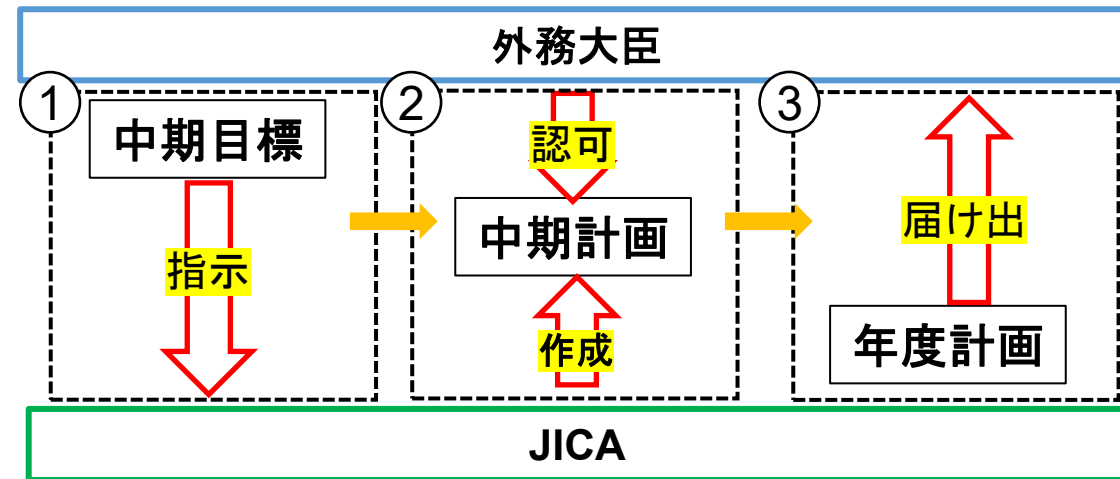 外務大臣
①
中期目標
指示
②
認可
中期計画
作成
③
届け出
年度計画
JICA